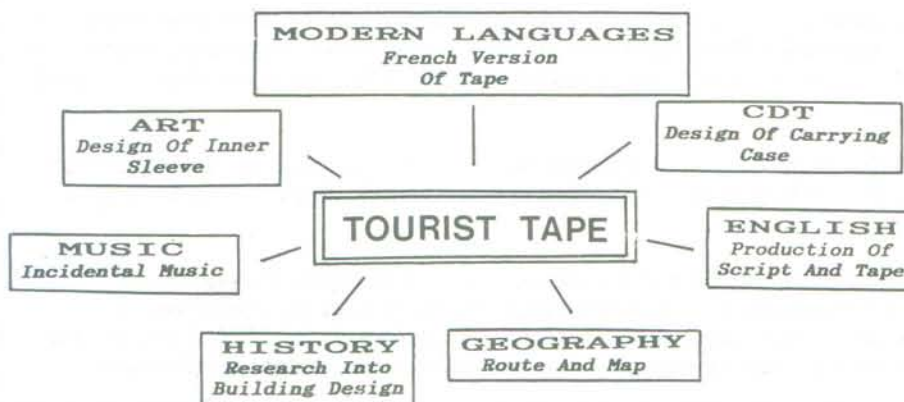 MODERN LANGUAGES
French Version
Of Tape
ART
Design Of Inner
Sleeve
CDT
Design Of Carrying
Case
TOURIST TAPE
MUSIC
Incidental Music
ENGLISH
Production Of
Script And Tape
HISTORY
Research Into
Building Design
GEOGRAPHY
Route And Map